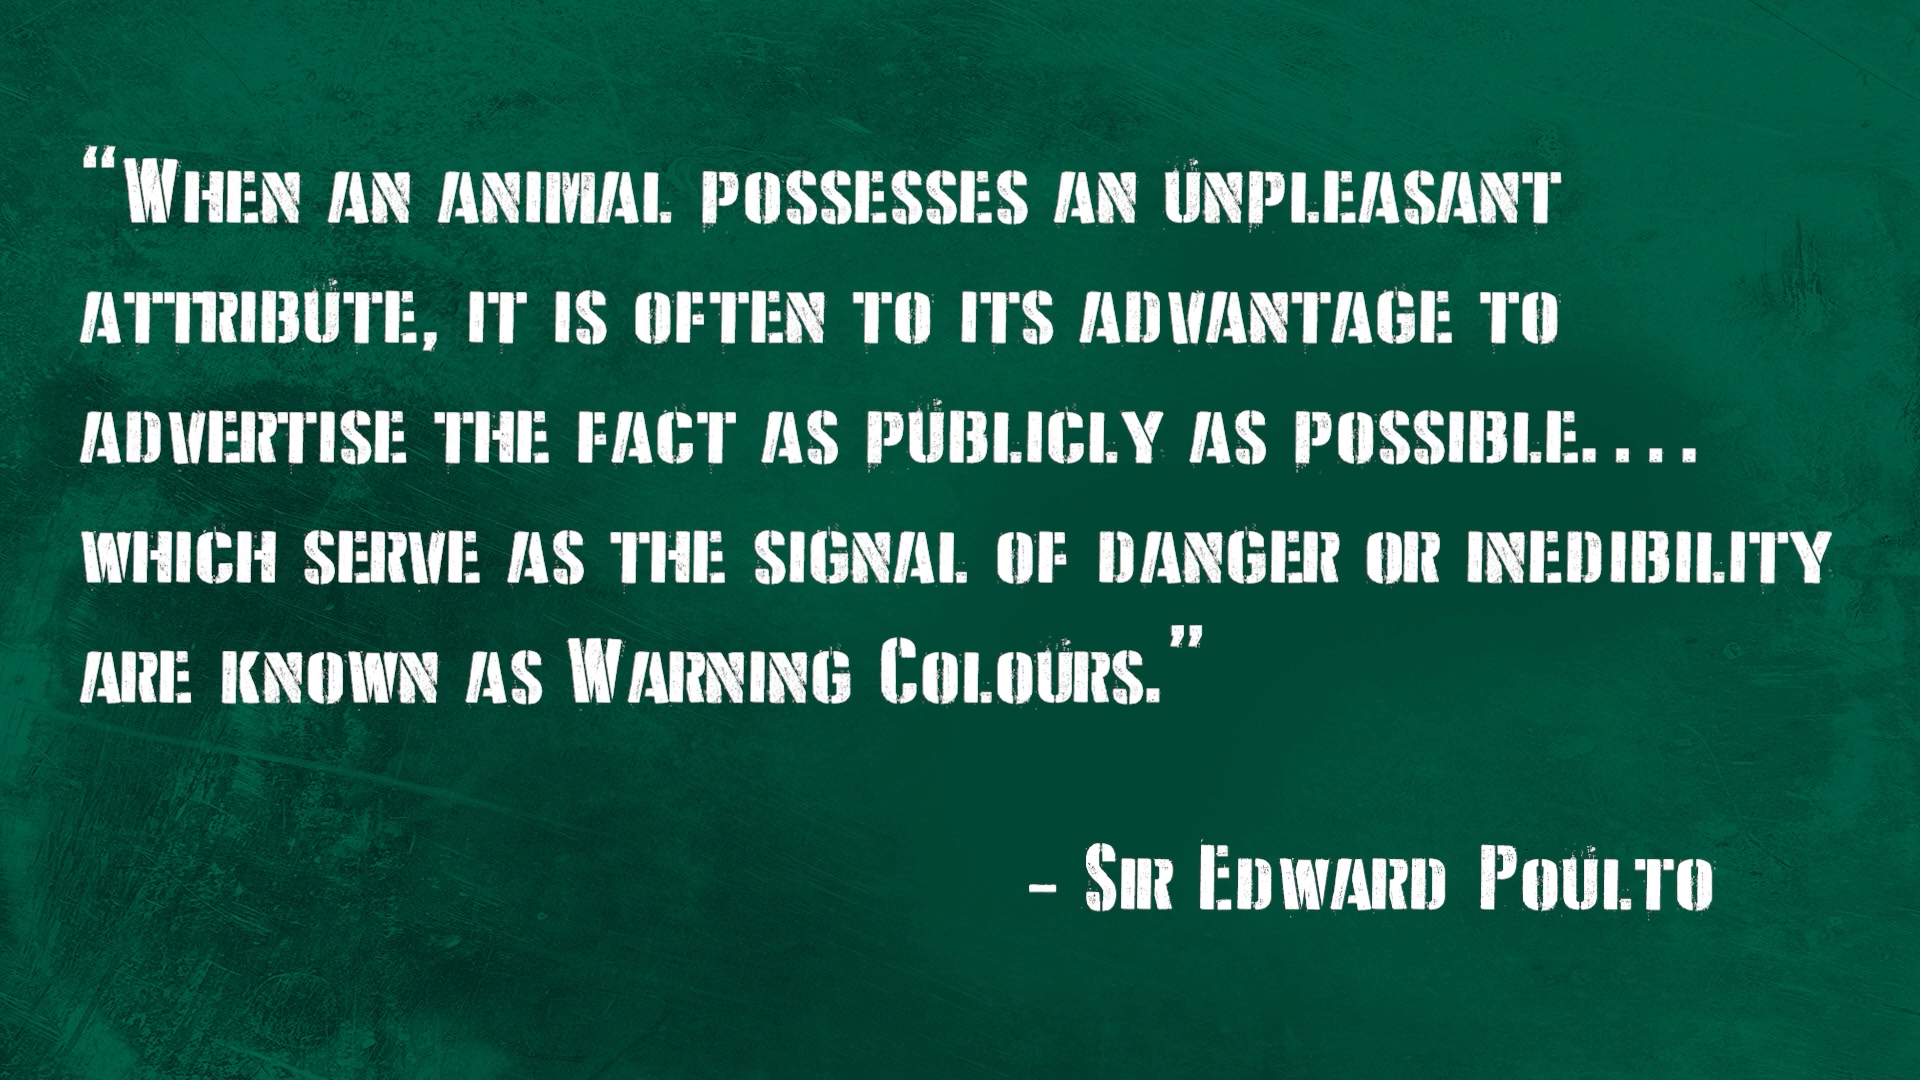 “When an animal possesses an unpleasant
attribute, it is often to its advantage to
advertise the fact as publicly as possible. . . .
which serve as the signal of danger or inedibility
are known as Warning Colours.”
– Sir Edward Poulto